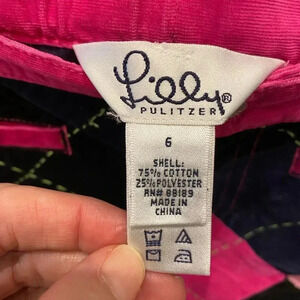 Lilly®
PULITZER
6
SHELL:
75% COTTON
25% POLYESTER
RN# 88189
MADE IN
CHINA